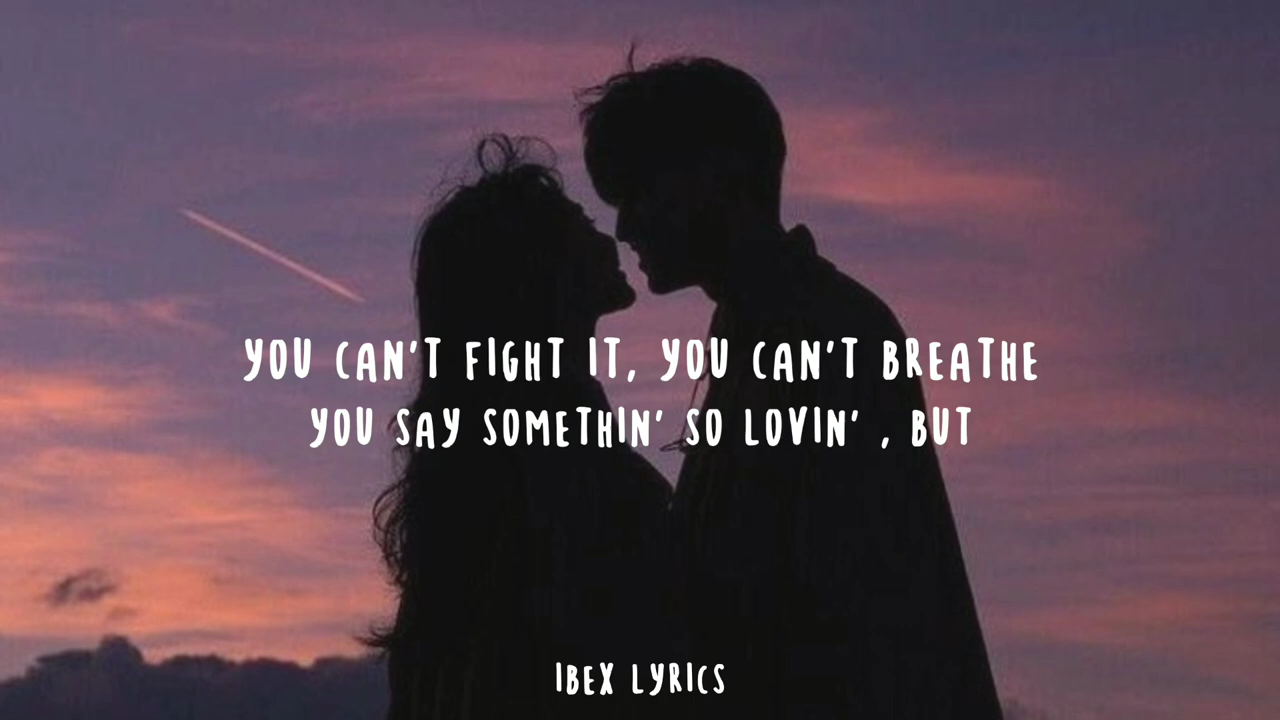 YOU CAN'T FIGHT IT, YOU CAN'T BREATHE
YOU SAY SOMETHIN' SO LOVIN' , BUT
IBEX LYRICS